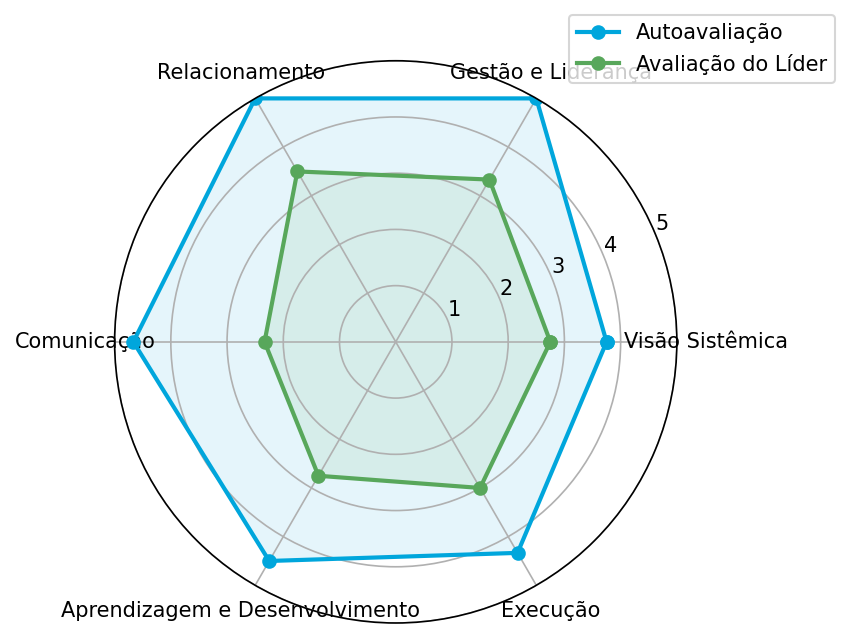 Autoavaliação
Avaliação do Líder
Relacionamento
Gestão e Liderança
5
4
3
2
1
Comunicação
Visão Sistêmica
Aprendizagem e Desenvolvimento
Execução